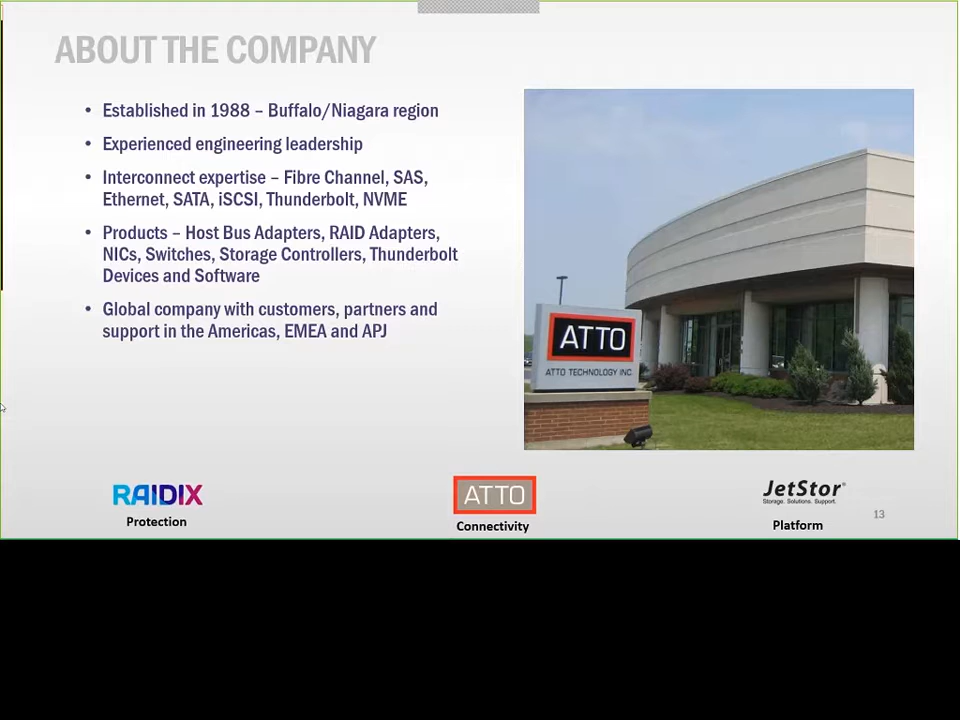 ABOUT THE COMPANY
• Established in 1988 – Buffalo/Niagara region
• Experienced engineering leadership
• Interconnect expertise – Fibre Channel, SAS,
Ethernet, SATA, iSCSI, Thunderbolt, NVME
• Products – Host Bus Adapters, RAID Adapters,
NICs, Switches, Storage Controllers, Thunderbolt
Devices and Software
• Global company with customers, partners and
support in the Americas, EMEA and APJ
ATTO
ATTO TECHNOLOGY INC.
RAIDIX
Protection
ATTO
Connectivity
JetStor®
Storage. Solutions. Support.
Platform
13